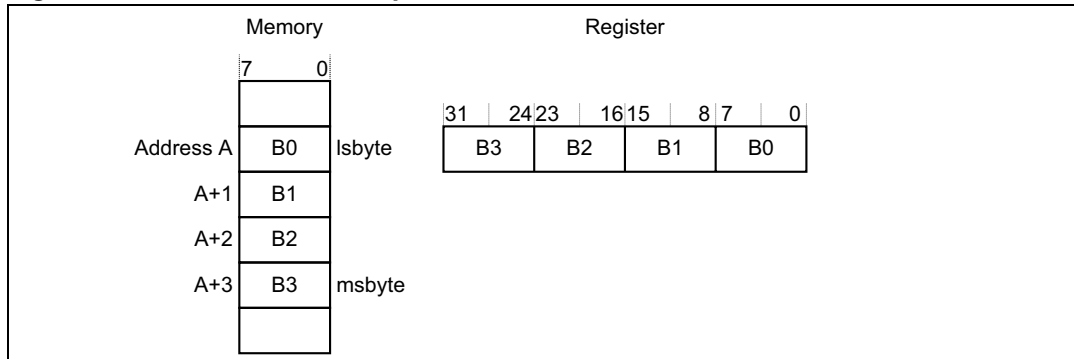 Memory Register
7 0
31 24 23 16 15 8 7 0
Address A B0 lsbyte B3 B2 B1 B0
A+1 B1
A+2 B2
A+3 B3 msbyte